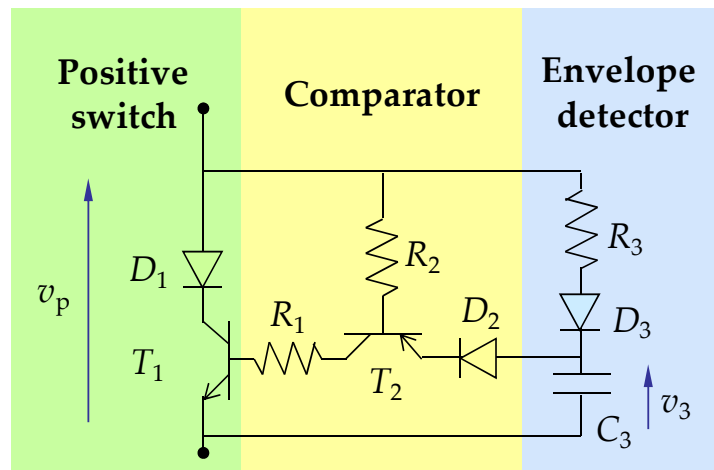 Positive
switch
Comparator
Envelope
detector
D1
vp
T1
R1
R2
T2
D2
R3
D3
C3
v3